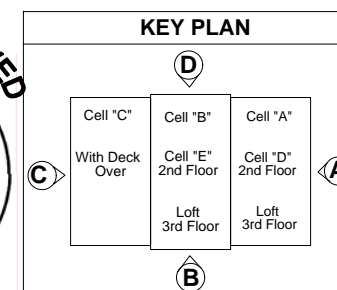 KEY PLAN
D
Cell "C"
With Deck
Over
Cell "B"
Cell "E"
2nd Floor
Loft
3rd Floor
Cell "A"
Cell "D"
2nd Floor
Loft
3rd Floor
C
A
B